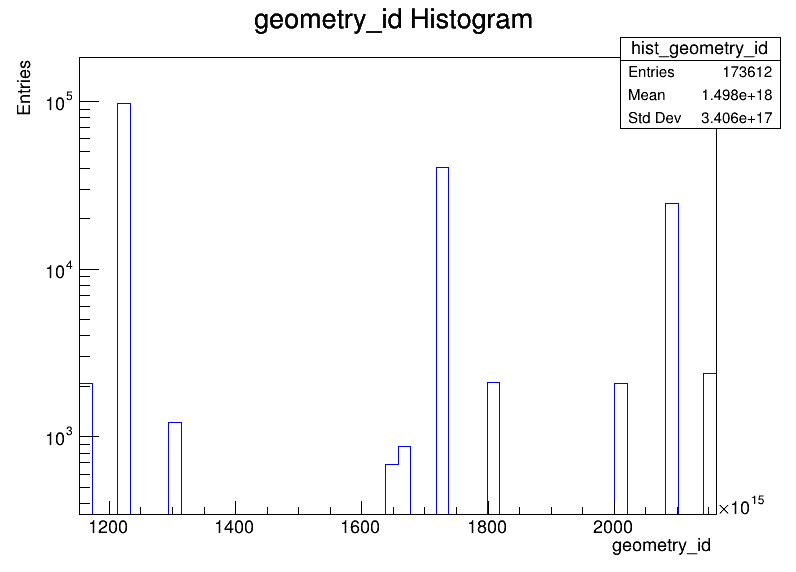 geometry_id Histogram
hist_geometry_id
Entries 173612
Mean 1.498e+18
Std Dev 3.406e+17
Entries
10^5
10^4
10^3
1200 1400 1600 1800 2000
×10^15
geometry_id